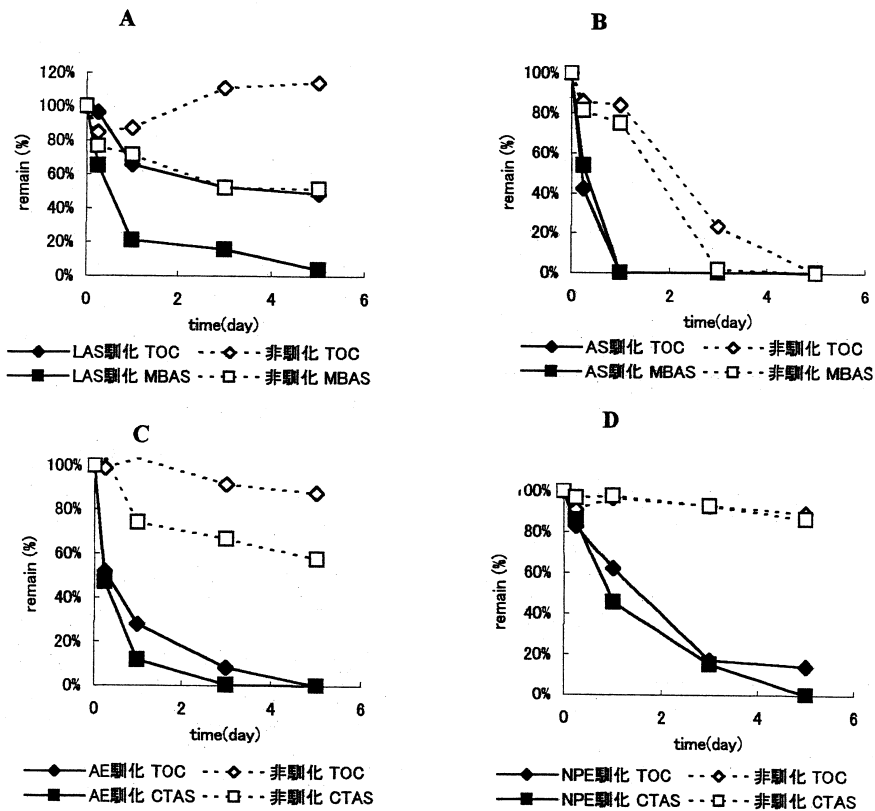 A
120%
100%
80%
60%
40%
20%
0%
remain (%)
0 2 4 6
time(day)
LAS馴化 TOC 非馴化 TOC
LAS馴化 MBAS 非馴化 MBAS
B
100%
80%
60%
40%
20%
0%
remain (%)
0 2 4 6
time(day)
AS馴化 TOC 非馴化 TOC
AS馴化 MBAS 非馴化 MBAS
C
100%
80%
60%
40%
20%
0%
remain (%)
0 2 4 6
time(day)
AE馴化 TOC 非馴化 TOC
AE馴化 CTAS 非馴化 CTAS
D
100%
80%
60%
40%
20%
0%
remain (%)
0 2 4 6
time(day)
NPE馴化 TOC 非馴化 TOC
NPE馴化 CTAS 非馴化 CTAS